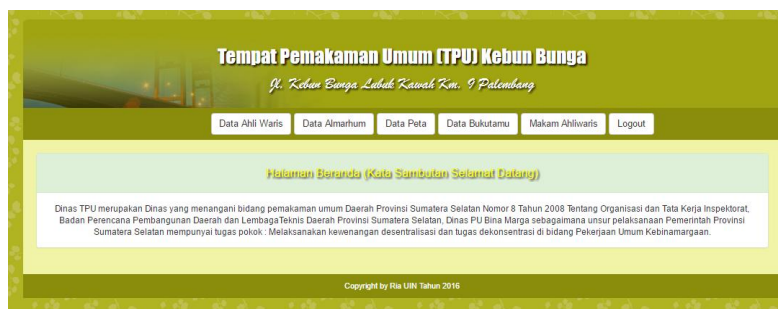 Tempat Pemakaman Umum (TPU) Kebun Bunga
Jl. Kebun Bunga Lubuk Kawah Km. 9 Palembang
Data Ahli Waris Data Almarhum Data Peta Data Bukutamu Makam Ahliwaris Logout
Halaman Beranda (Kata Sambutan Selamat Datang)
Dinas TPU merupakan Dinas yang menangani bidang pemakaman umum Daerah Provinsi Sumatera Selatan Nomor 8 Tahun 2008 Tentang Organisasi dan Tata Kerja Inspektorat,
Badan Perencana Pembangunan Daerah dan LembagaTeknis Daerah Provinsi Sumatera Selatan, Dinas PU Bina Marga sebagaimana unsur pelaksanaan Pemerintah Provinsi
Sumatera Selatan mempunyai tugas pokok : Melaksanakan kewenangan desentralisasi dan tugas dekonsentrasi di bidang Pekerjaan Umum Kebinamargaan.
Copyright by Ria UIN Tahun 2016